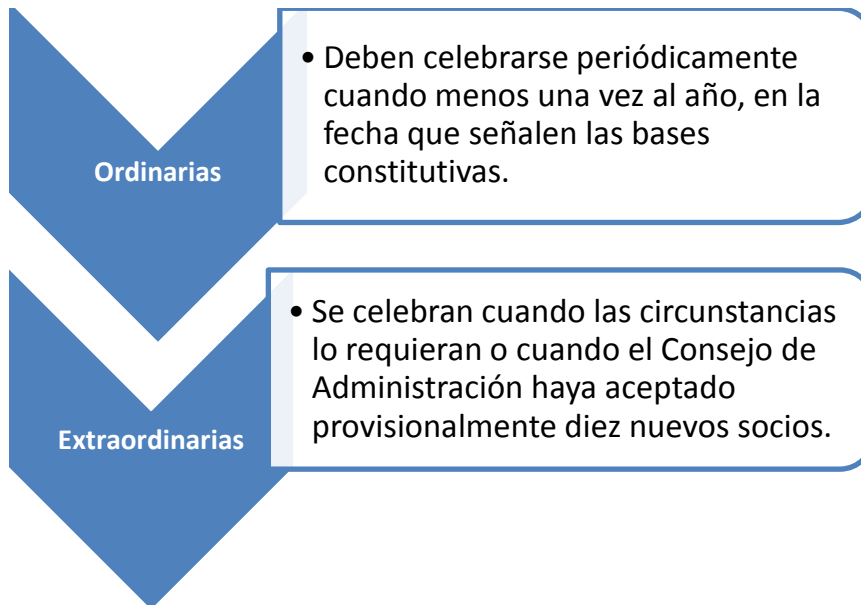 Ordinarias
• Deben celebrarse periódicamente
cuando menos una vez al año, en la
fecha que señalen las bases
constitutivas.
Extraordinarias
• Se celebran cuando las circunstancias
lo requieran o cuando el Consejo de
Administración haya aceptado
provisionalmente diez nuevos socios.